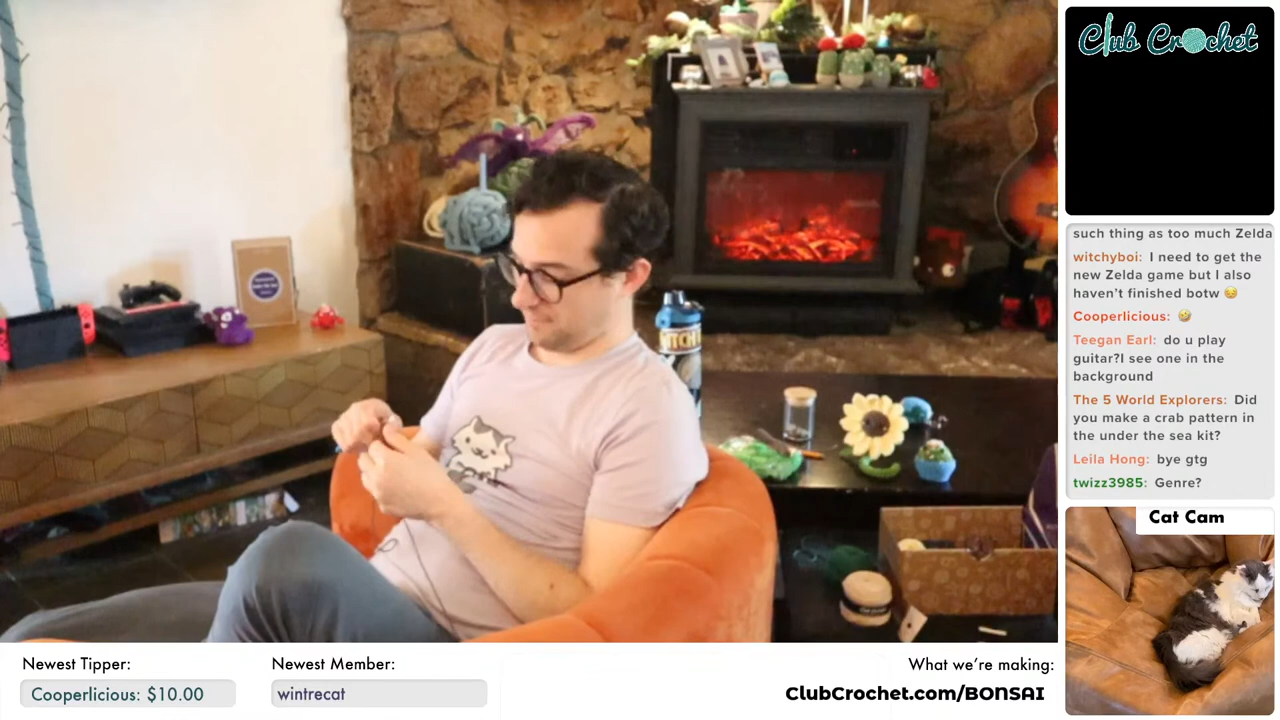 Club Crochet
such thing as too much Zelda
witchyboi: I need to get the
new Zelda game but I also
haven't finished botw 😔
Cooperlicious: 🤣
Teegan Earl: do u play
guitar?I see one in the
background
The 5 World Explorers: Did
you make a crab pattern in
the under the sea kit?
Leila Hong: bye gtg
twizz3985: Genre?
Cat Cam
Newest Tipper:
Cooperlicious: $10.00
Newest Member:
wintrecat
What we're making:
ClubCrochet.com/BONSAI